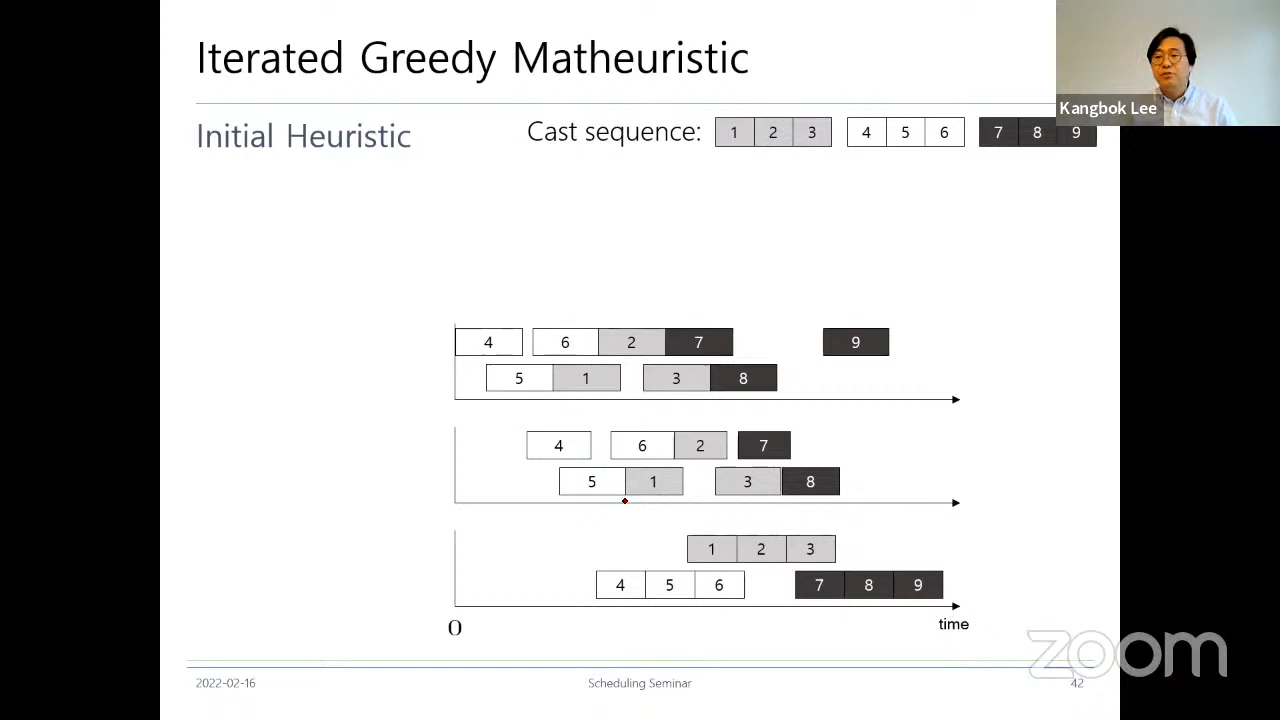 Iterated Greedy Matheuristic
Kangbok Lee
Initial Heuristic
Cast sequence: 1 2 3 4 5 6 7 8 9
4 6 2 7 9
5 1 3 8
4 6 2 7
5 1 3 8
1 2 3
4 5 6 7 8 9
0
time
zoom
2022-02-16
Scheduling Seminar
42